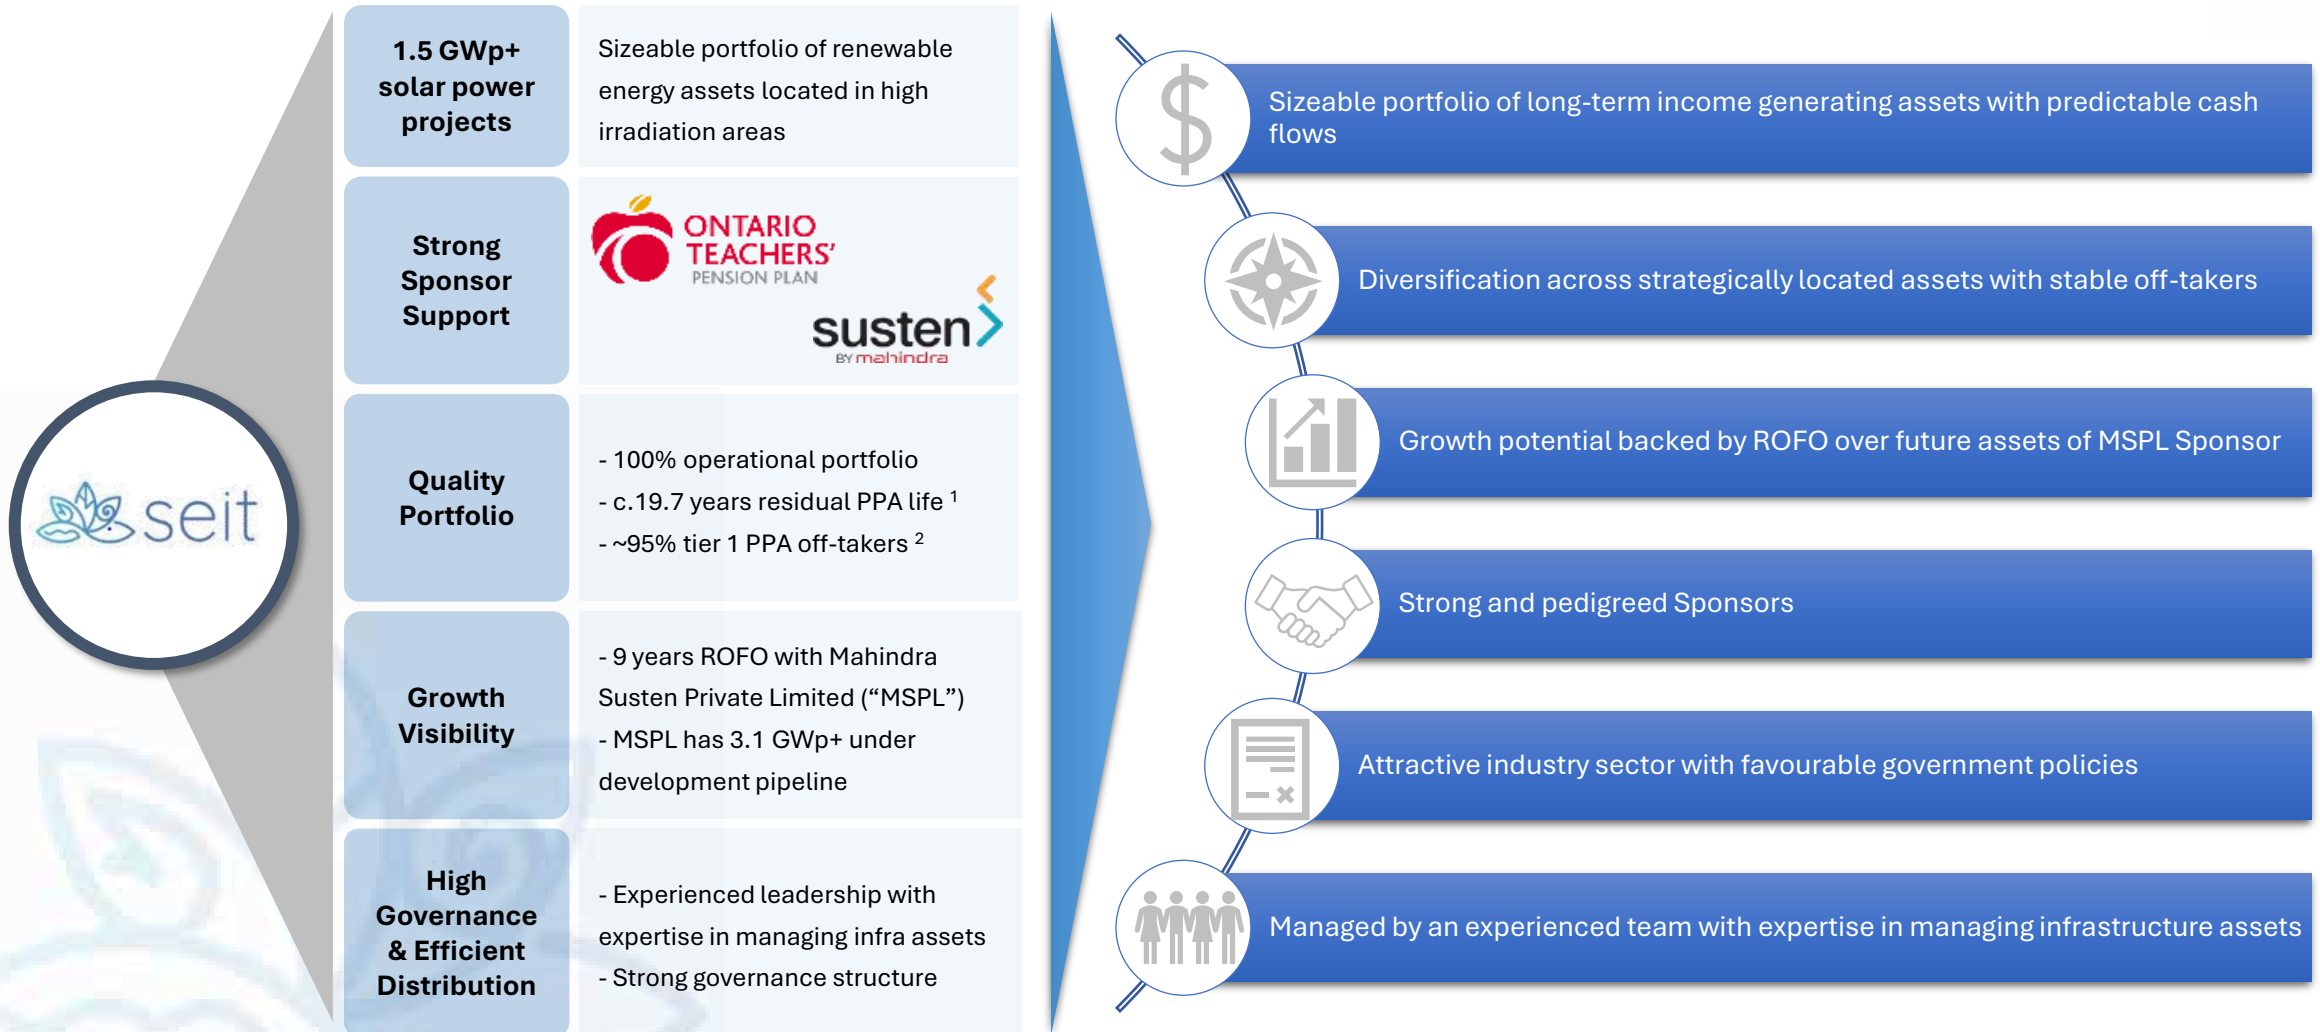 seit
1.5 GWp+
solar power
projects
Sizeable portfolio of renewable
energy assets located in high
irradiation areas
Strong
Sponsor
Support
ONTARIO
TEACHERS'
PENSION PLAN
susten
BY mahindra
Quality
Portfolio
- 100% operational portfolio
- c.19.7 years residual PPA life ¹
- ~95% tier 1 PPA off-takers ²
Growth
Visibility
- 9 years ROFO with Mahindra
Susten Private Limited (“MSPL”)
- MSPL has 3.1 GWp+ under
development pipeline
High
Governance
& Efficient
Distribution
- Experienced leadership with
expertise in managing infra assets
- Strong governance structure
$
Sizeable portfolio of long-term income generating assets with predictable cash
flows
Diversification across strategically located assets with stable off-takers
Growth potential backed by ROFO over future assets of MSPL Sponsor
Strong and pedigreed Sponsors
Attractive industry sector with favourable government policies
Managed by an experienced team with expertise in managing infrastructure assets